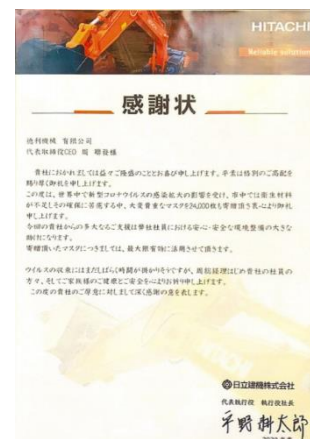 HITACHI
Reliable solutions
感謝状
徳利機械 有限公司
代表取締役CEO
貴社におかれましては益々ご隆盛のこととお喜び申し上げます。平素は格別のご高配を
賜り厚く御礼を申し上げます。
この度は、世界中で新型コロナウイルスの感染拡大の影響を受け、市中では衛生材料
が不足しその確保に苦慮する中、大変貴重なマスクを24,000枚も寄贈頂き衷心より御礼
申し上げます。
今回の貴社からの多大なるご支援は弊社社員における安心・安全な環境整備の大きな
助けになります。
寄贈頂いたマスクにつきましては、最大限有効に活用させて頂きます。
ウイルスの収束にはまだしばらく時間が掛かりそうですが、総経理はじめ貴社の社員の
方々、そしてご家族様のご健康とご安全を心よりお祈り申し上げます。
この度の貴社のご厚意に対しまして深く感謝の意を表します。
日立建機株式会社
代表執行役 執行役社長
平野耕太郎